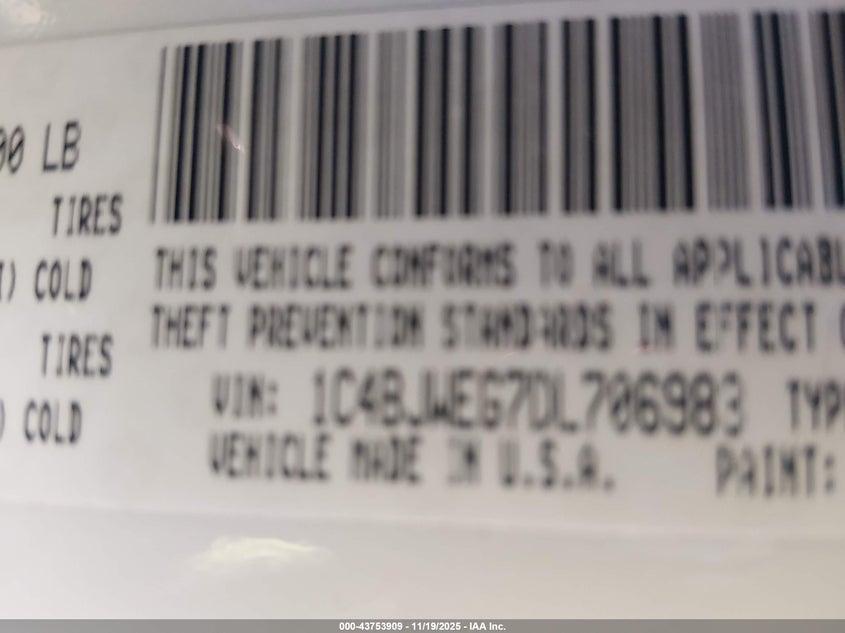 00 LB
TIRES
) COLD
TIRES
) COLD
THIS VEHICLE CONFORMS TO ALL APPLICABL
THEFT PREVENTION STANDARDS IN EFFECT
VIN: 1C4BJWEG7DL706983 TYP
VEHICLE MADE IN U.S.A. PAINT:
000-43753909 - 11/19/2025 - IAA Inc.